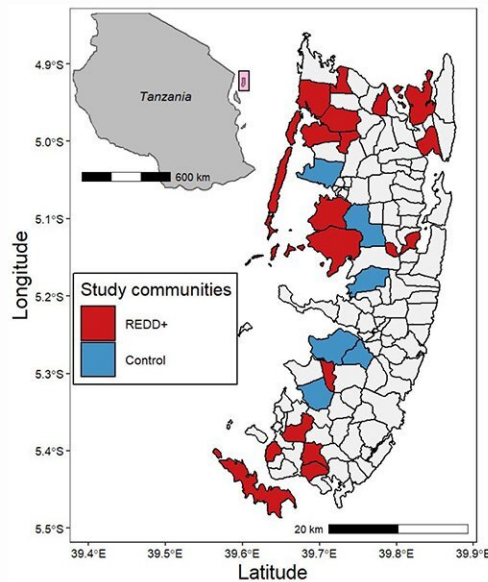 Tanzania
600 km
4.9°S
5.0°S
5.1°S
5.2°S
5.3°S
5.4°S
5.5°S
Longitude
Study communities
REDD+
Control
20 km
39.4°E
39.5°E
39.6°E
39.7°E
39.8°E
39.9°E
Latitude